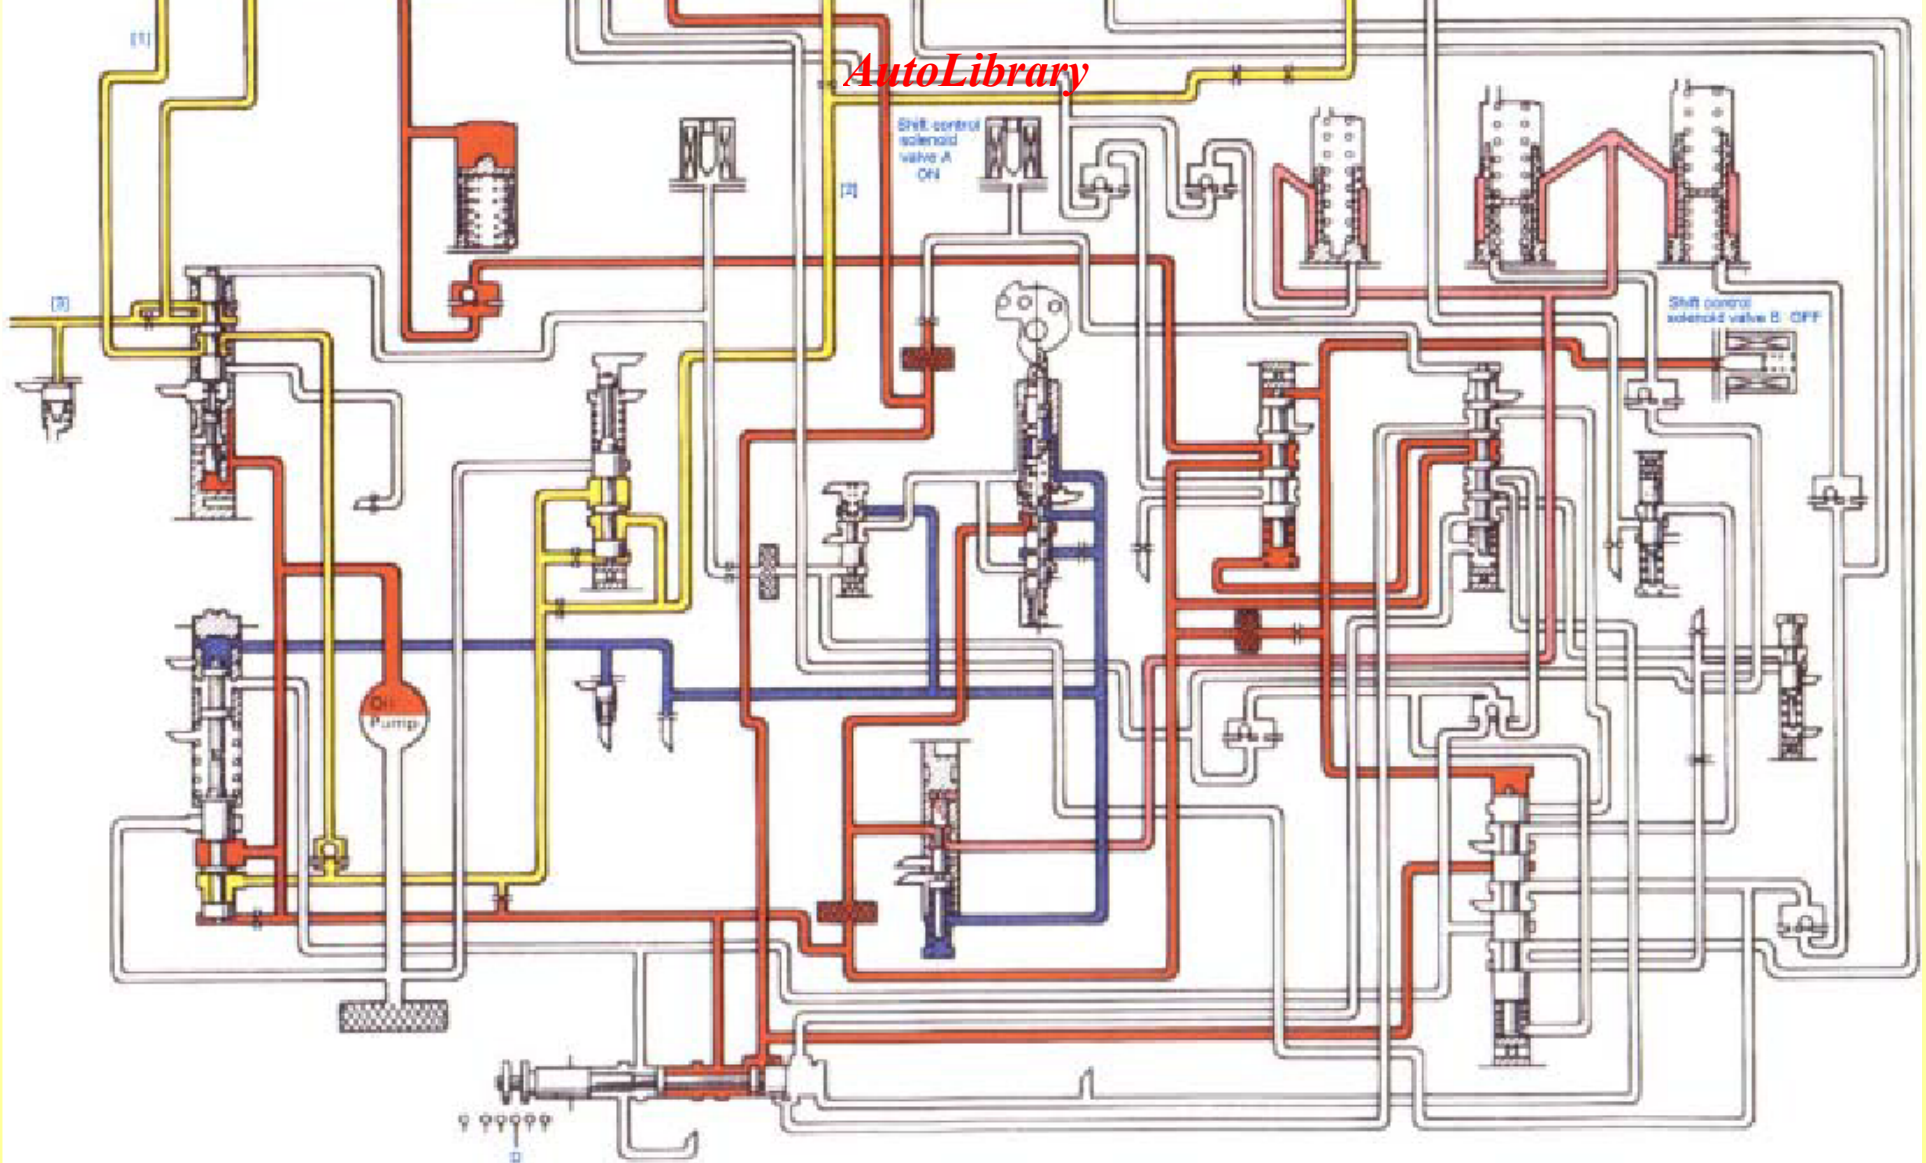 [1]
AutoLibrary
Shift control
solenoid
valve A
ON
[2]
[3]
Shift control
solenoid valve B OFF
Oil
Pump
D